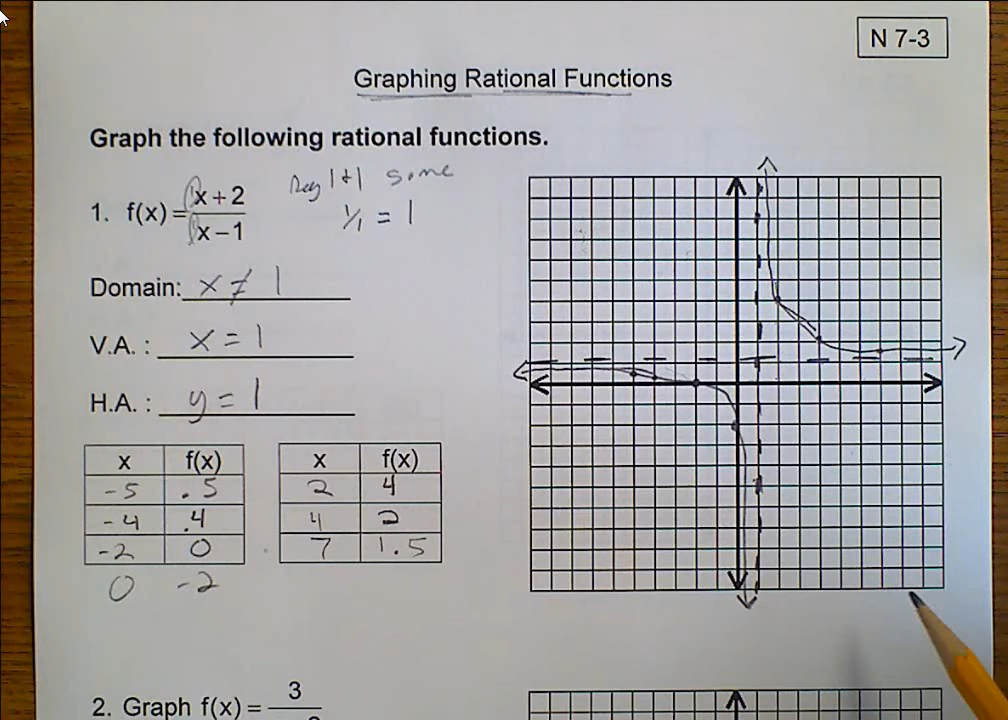 N 7-3
Graphing Rational Functions
Graph the following rational functions.
1. f(x) = x + 2 / x − 1
Deg 1+1 same
1/1 = 1
Domain: x ≠ 1
V.A. : x = 1
H.A. : y = 1
x f(x)
-5 .5
-4 .4
-2 0
0 -2
x f(x)
2 4
4 2
7 1.5
2. Graph f(x) = 3